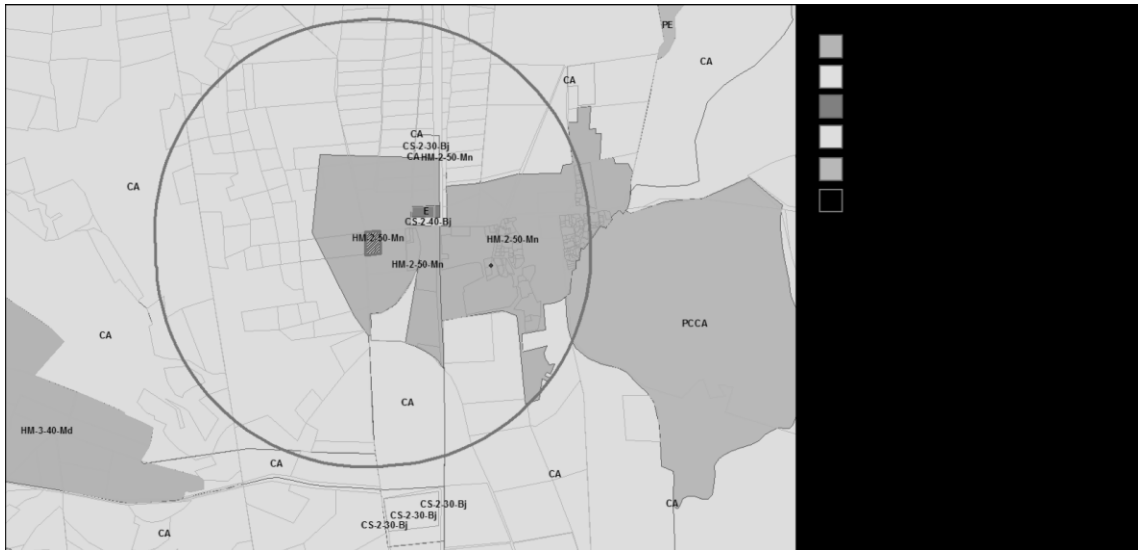 PE
CA
CA
CA
CS-2-30-Bj
CA HM-2-50-Mn
CA
E
CS-2-40-Bj
HM-2-50-Mn
HM-2-50-Mn
HM-2-50-Mn
PCCA
CA
CA
HM-3-40-Md
CA
CA
CA
CS-2-30-Bj
CS-2-30-Bj
CS-2-30-Bj
CA